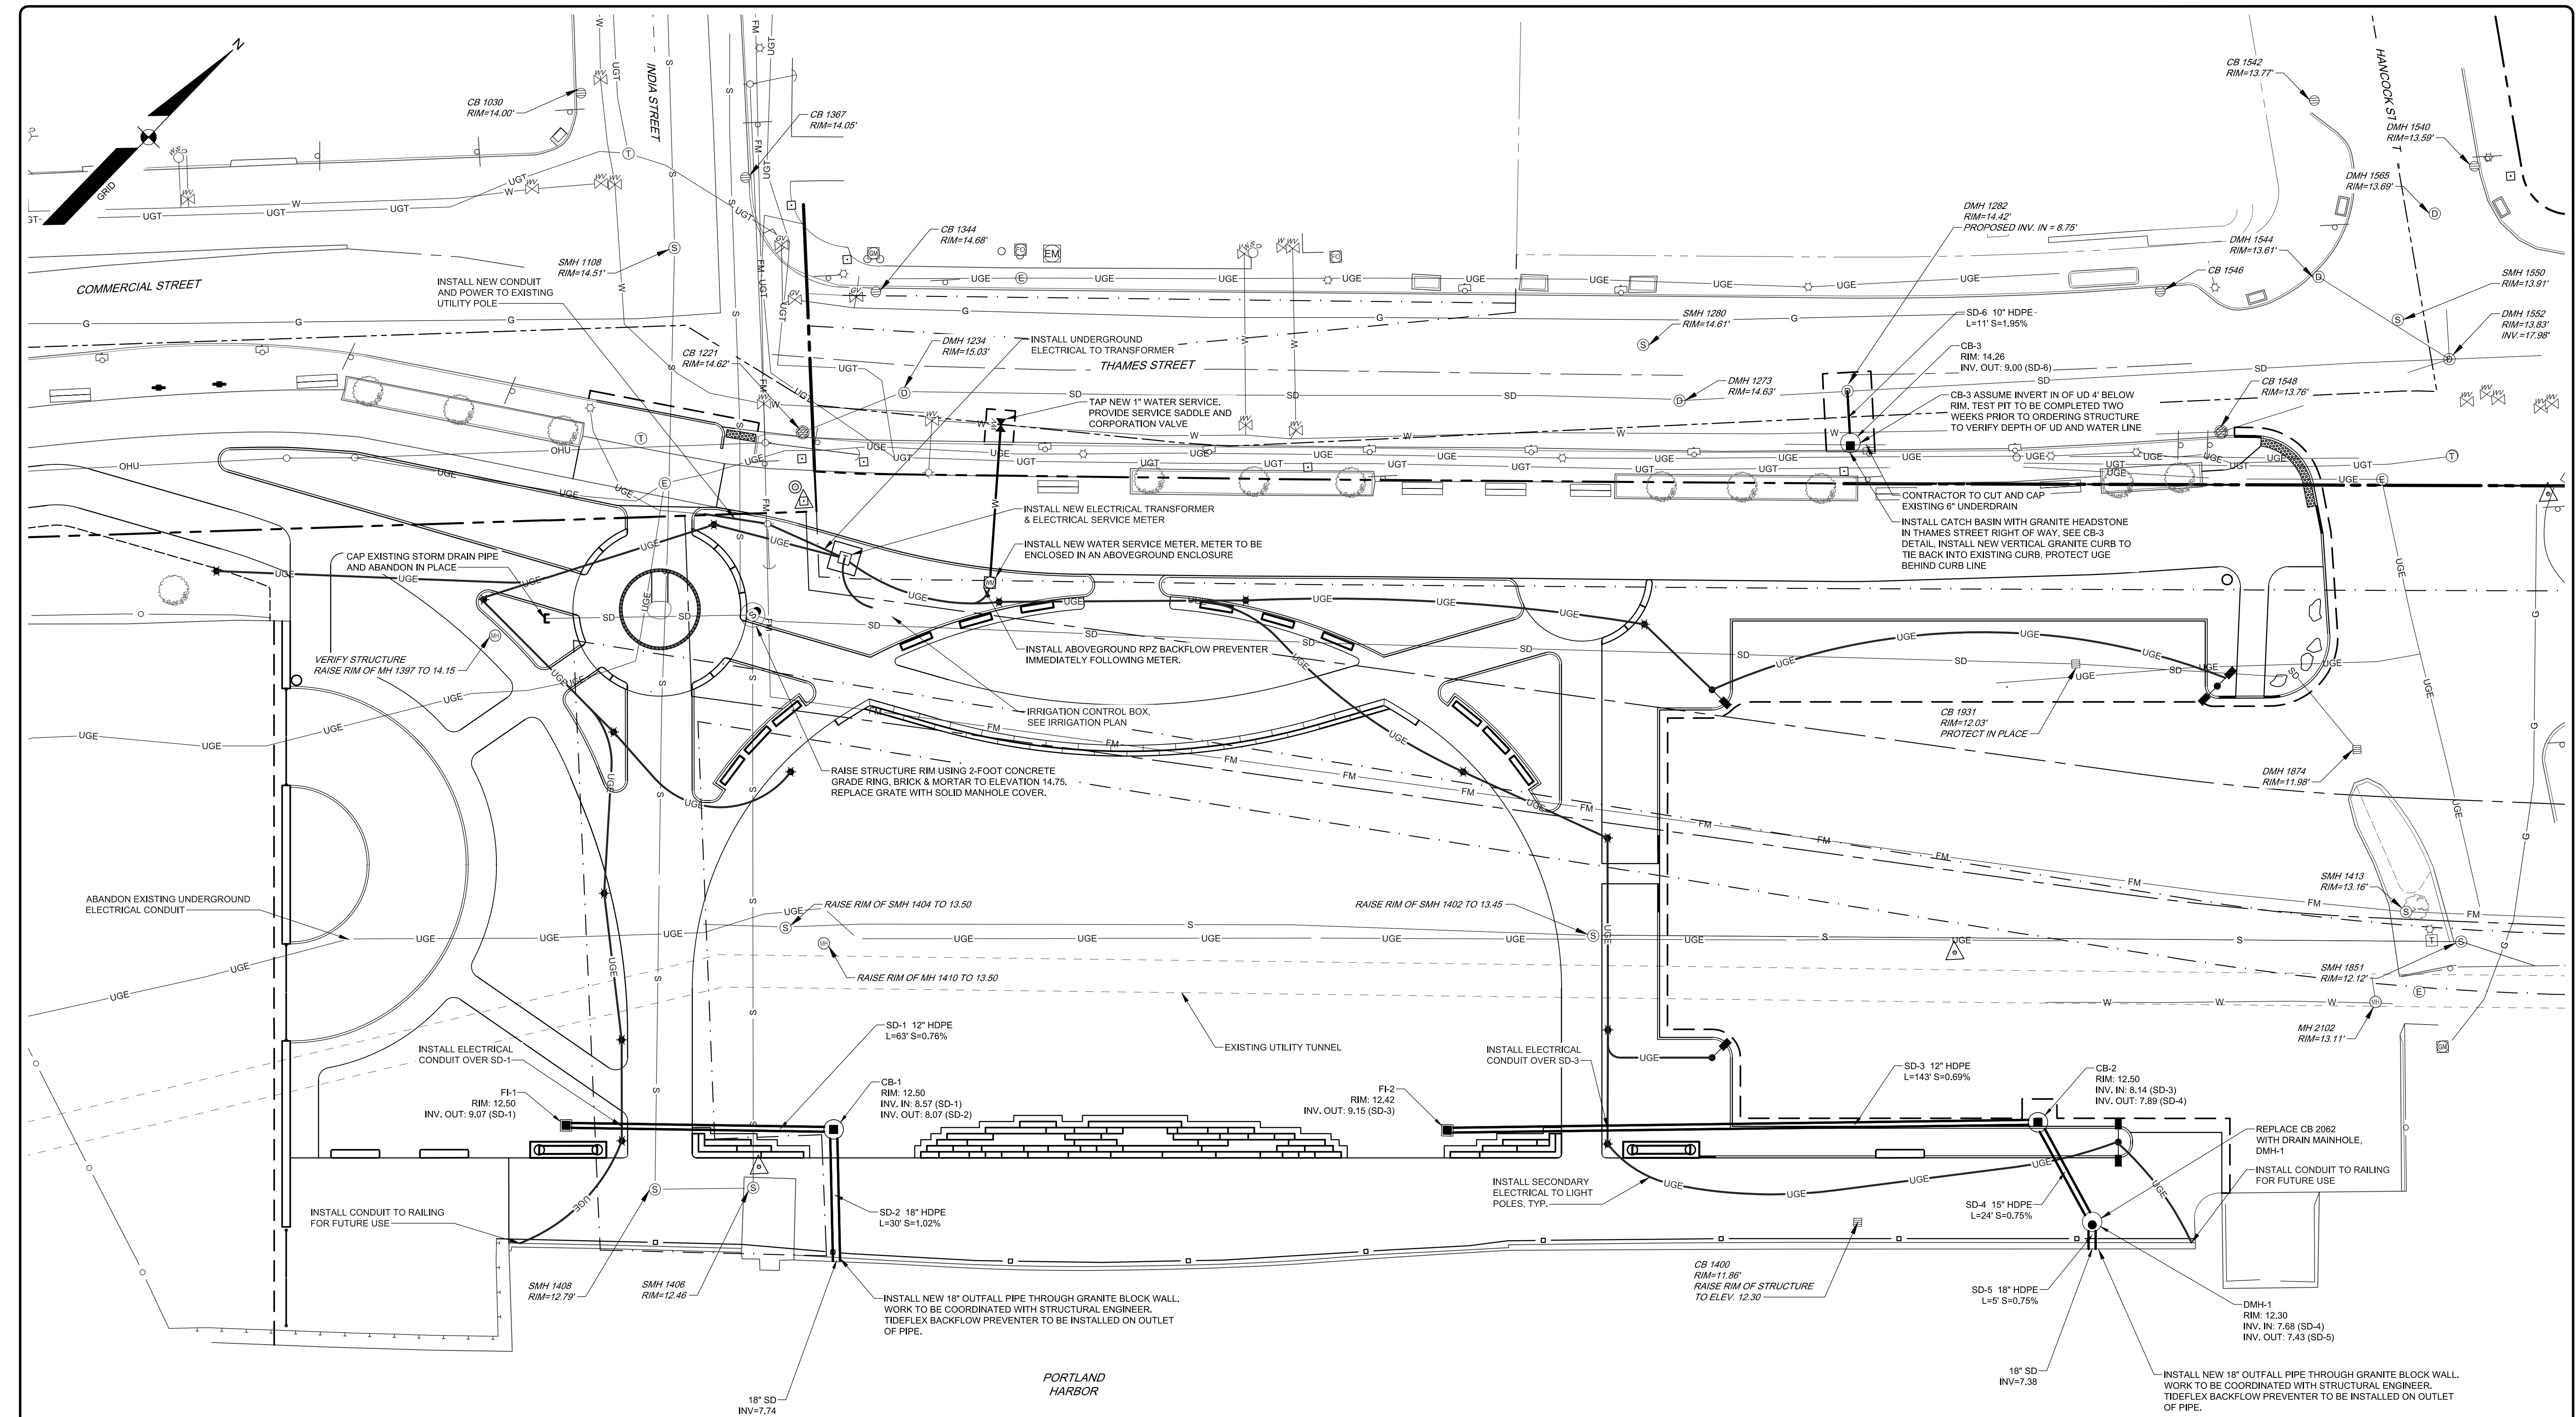 N
GRID
CB 1030
RIM=14.00'
INDIA STREET
CB 1367
RIM=14.05'
CB 1344
RIM=14.68'
SMH 1108
RIM=14.51'
COMMERCIAL STREET
INSTALL NEW CONDUIT
AND POWER TO EXISTING
UTILITY POLE
CB 1221
RIM=14.62'
DMH 1234
RIM=15.03'
INSTALL UNDERGROUND
ELECTRICAL TO TRANSFORMER
THAMES STREET
TAP NEW 1" WATER SERVICE,
PROVIDE SERVICE SADDLE AND
CORPORATION VALVE
SMH 1280
RIM=14.61'
DMH 1273
RIM=14.63'
DMH 1282
RIM=14.42'
PROPOSED INV. IN = 8.75'
SD-6 10" HDPE
L=11' S=1.95%
CB-3
RIM: 14.26
INV. OUT: 9.00 (SD-6)
CB-3 ASSUME INVERT IN OF UD 4' BELOW
RIM. TEST PIT TO BE COMPLETED TWO
WEEKS PRIOR TO ORDERING STRUCTURE
TO VERIFY DEPTH OF UD AND WATER LINE
CB 1542
RIM=13.77'
HANCOCK ST
DMH 1540
RIM=13.59'
DMH 1565
RIM=13.69'
DMH 1544
RIM=13.61'
CB 1546
SMH 1550
RIM=13.91'
DMH 1552
RIM=13.83'
INV.=17.98'
CB 1548
RIM=13.76'
CONTRACTOR TO CUT AND CAP
EXISTING 6" UNDERDRAIN
INSTALL CATCH BASIN WITH GRANITE HEADSTONE
IN THAMES STREET RIGHT OF WAY, SEE CB-3
DETAIL, INSTALL NEW VERTICAL GRANITE CURB TO
TIE BACK INTO EXISTING CURB, PROTECT UGE
BEHIND CURB LINE
INSTALL NEW ELECTRICAL TRANSFORMER
& ELECTRICAL SERVICE METER
INSTALL NEW WATER SERVICE METER. METER TO BE
ENCLOSED IN AN ABOVEGROUND ENCLOSURE
CAP EXISTING STORM DRAIN PIPE
AND ABANDON IN PLACE
VERIFY STRUCTURE
RAISE RIM OF MH 1397 TO 14.15
INSTALL ABOVEGROUND RPZ BACKFLOW PREVENTER
IMMEDIATELY FOLLOWING METER.
IRRIGATION CONTROL BOX,
SEE IRRIGATION PLAN
RAISE STRUCTURE RIM USING 2-FOOT CONCRETE
GRADE RING, BRICK & MORTAR TO ELEVATION 14.75.
REPLACE GRATE WITH SOLID MANHOLE COVER.
CB 1931
RIM=12.03'
PROTECT IN PLACE
DMH 1874
RIM=11.98'
SMH 1413
RIM=13.16'
ABANDON EXISTING UNDERGROUND
ELECTRICAL CONDUIT
RAISE RIM OF SMH 1404 TO 13.50
RAISE RIM OF SMH 1402 TO 13.45
RAISE RIM OF MH 1410 TO 13.50
SMH 1851
RIM=12.12'
MH 2102
RIM=13.11'
SD-1 12" HDPE
L=63' S=0.76%
EXISTING UTILITY TUNNEL
INSTALL ELECTRICAL
CONDUIT OVER SD-1
INSTALL ELECTRICAL
CONDUIT OVER SD-3
SD-3 12" HDPE
L=143' S=0.69%
FI-1
RIM: 12.50
INV. OUT: 9.07 (SD-1)
CB-1
RIM: 12.50
INV. IN: 8.57 (SD-1)
INV. OUT: 8.07 (SD-2)
FI-2
RIM: 12.42
INV. OUT: 9.15 (SD-3)
CB-2
RIM: 12.50
INV. IN: 8.14 (SD-3)
INV. OUT: 7.89 (SD-4)
REPLACE CB 2062
WITH DRAIN MAINHOLE,
DMH-1
INSTALL CONDUIT TO RAILING
FOR FUTURE USE
INSTALL CONDUIT TO RAILING
FOR FUTURE USE
SD-2 18" HDPE
L=30' S=1.02%
INSTALL SECONDARY
ELECTRICAL TO LIGHT
POLES, TYP.
SD-4 15" HDPE
L=24' S=0.75%
SMH 1408
RIM=12.79'
SMH 1406
RIM=12.46
CB 1400
RIM=11.86'
RAISE RIM OF STRUCTURE
TO ELEV. 12.30
SD-5 18" HDPE
L=5' S=0.75%
DMH-1
RIM: 12.30
INV. IN: 7.68 (SD-4)
INV. OUT: 7.43 (SD-5)
INSTALL NEW 18" OUTFALL PIPE THROUGH GRANITE BLOCK WALL.
WORK TO BE COORDINATED WITH STRUCTURAL ENGINEER.
TIDEFLEX BACKFLOW PREVENTER TO BE INSTALLED ON OUTLET
OF PIPE.
18" SD
INV=7.74
PORTLAND
HARBOR
18" SD
INV=7.38
INSTALL NEW 18" OUTFALL PIPE THROUGH GRANITE BLOCK WALL.
WORK TO BE COORDINATED WITH STRUCTURAL ENGINEER.
TIDEFLEX BACKFLOW PREVENTER TO BE INSTALLED ON OUTLET
OF PIPE.